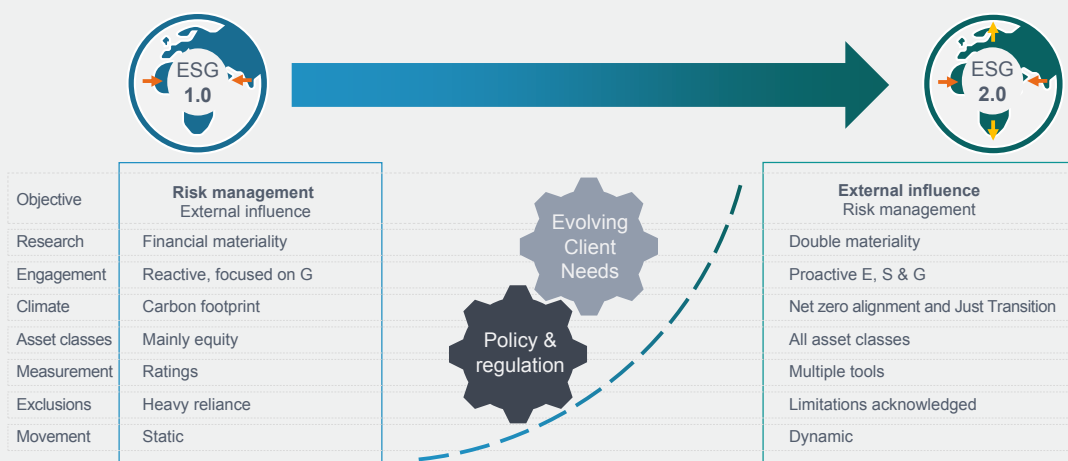 ESG
1.0
ESG
2.0
Objective
Risk management
External influence
External influence
Risk management
Research
Financial materiality
Double materiality
Engagement
Reactive, focused on G
Proactive E, S & G
Climate
Carbon footprint
Net zero alignment and Just Transition
Asset classes
Mainly equity
All asset classes
Measurement
Ratings
Multiple tools
Exclusions
Heavy reliance
Limitations acknowledged
Movement
Static
Dynamic
Evolving
Client
Needs
Policy &
regulation